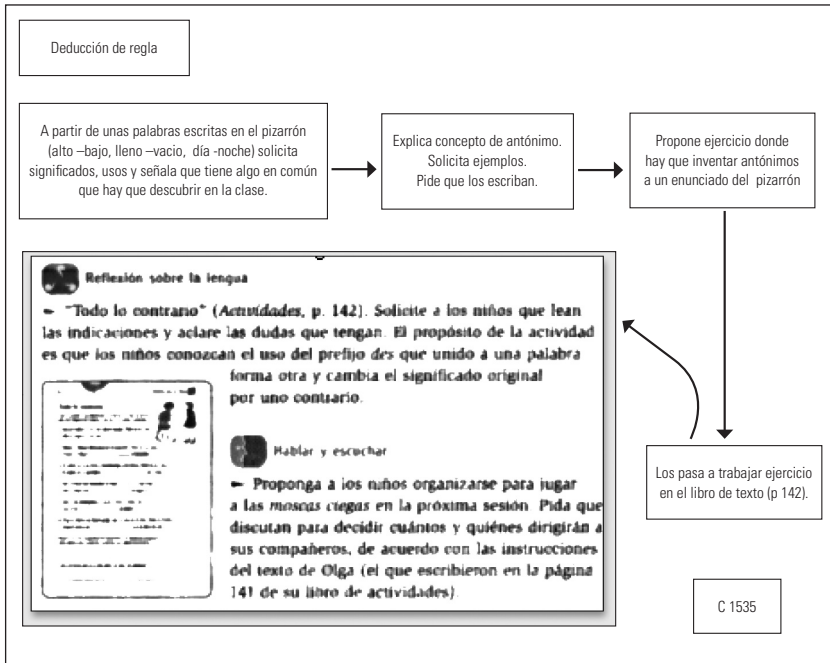 Deducción de regla
A partir de unas palabras escritas en el pizarrón
(alto –bajo, lleno –vacio, día -noche) solicita
significados, usos y señala que tiene algo en común
que hay que descubrir en la clase.
Explica concepto de antónimo.
Solicita ejemplos.
Pide que los escriban.
Propone ejercicio donde
hay que inventar antónimos
a un enunciado del pizarrón
Reflexión sobre la lengua
"Todo lo contrario" (Actividades, p. 142). Solicite a los niños que lean
las indicaciones y aclare las dudas que tengan. El propósito de la actividad
es que los niños conozcan el uso del prefijo des que unido a una palabra
forma otra y cambia el significado original
por uno contrario.
Hablar y escuchar
Proponga a los niños organizarse para jugar
a las moscas ciegas en la próxima sesión. Pida que
discutan para decidir cuántos y quiénes dirigirán a
sus compañeros, de acuerdo con las instrucciones
del texto de Olga (el que escribieron en la página
141 de su libro de actividades).
Los pasa a trabajar ejercicio
en el libro de texto (p 142).
C 1535